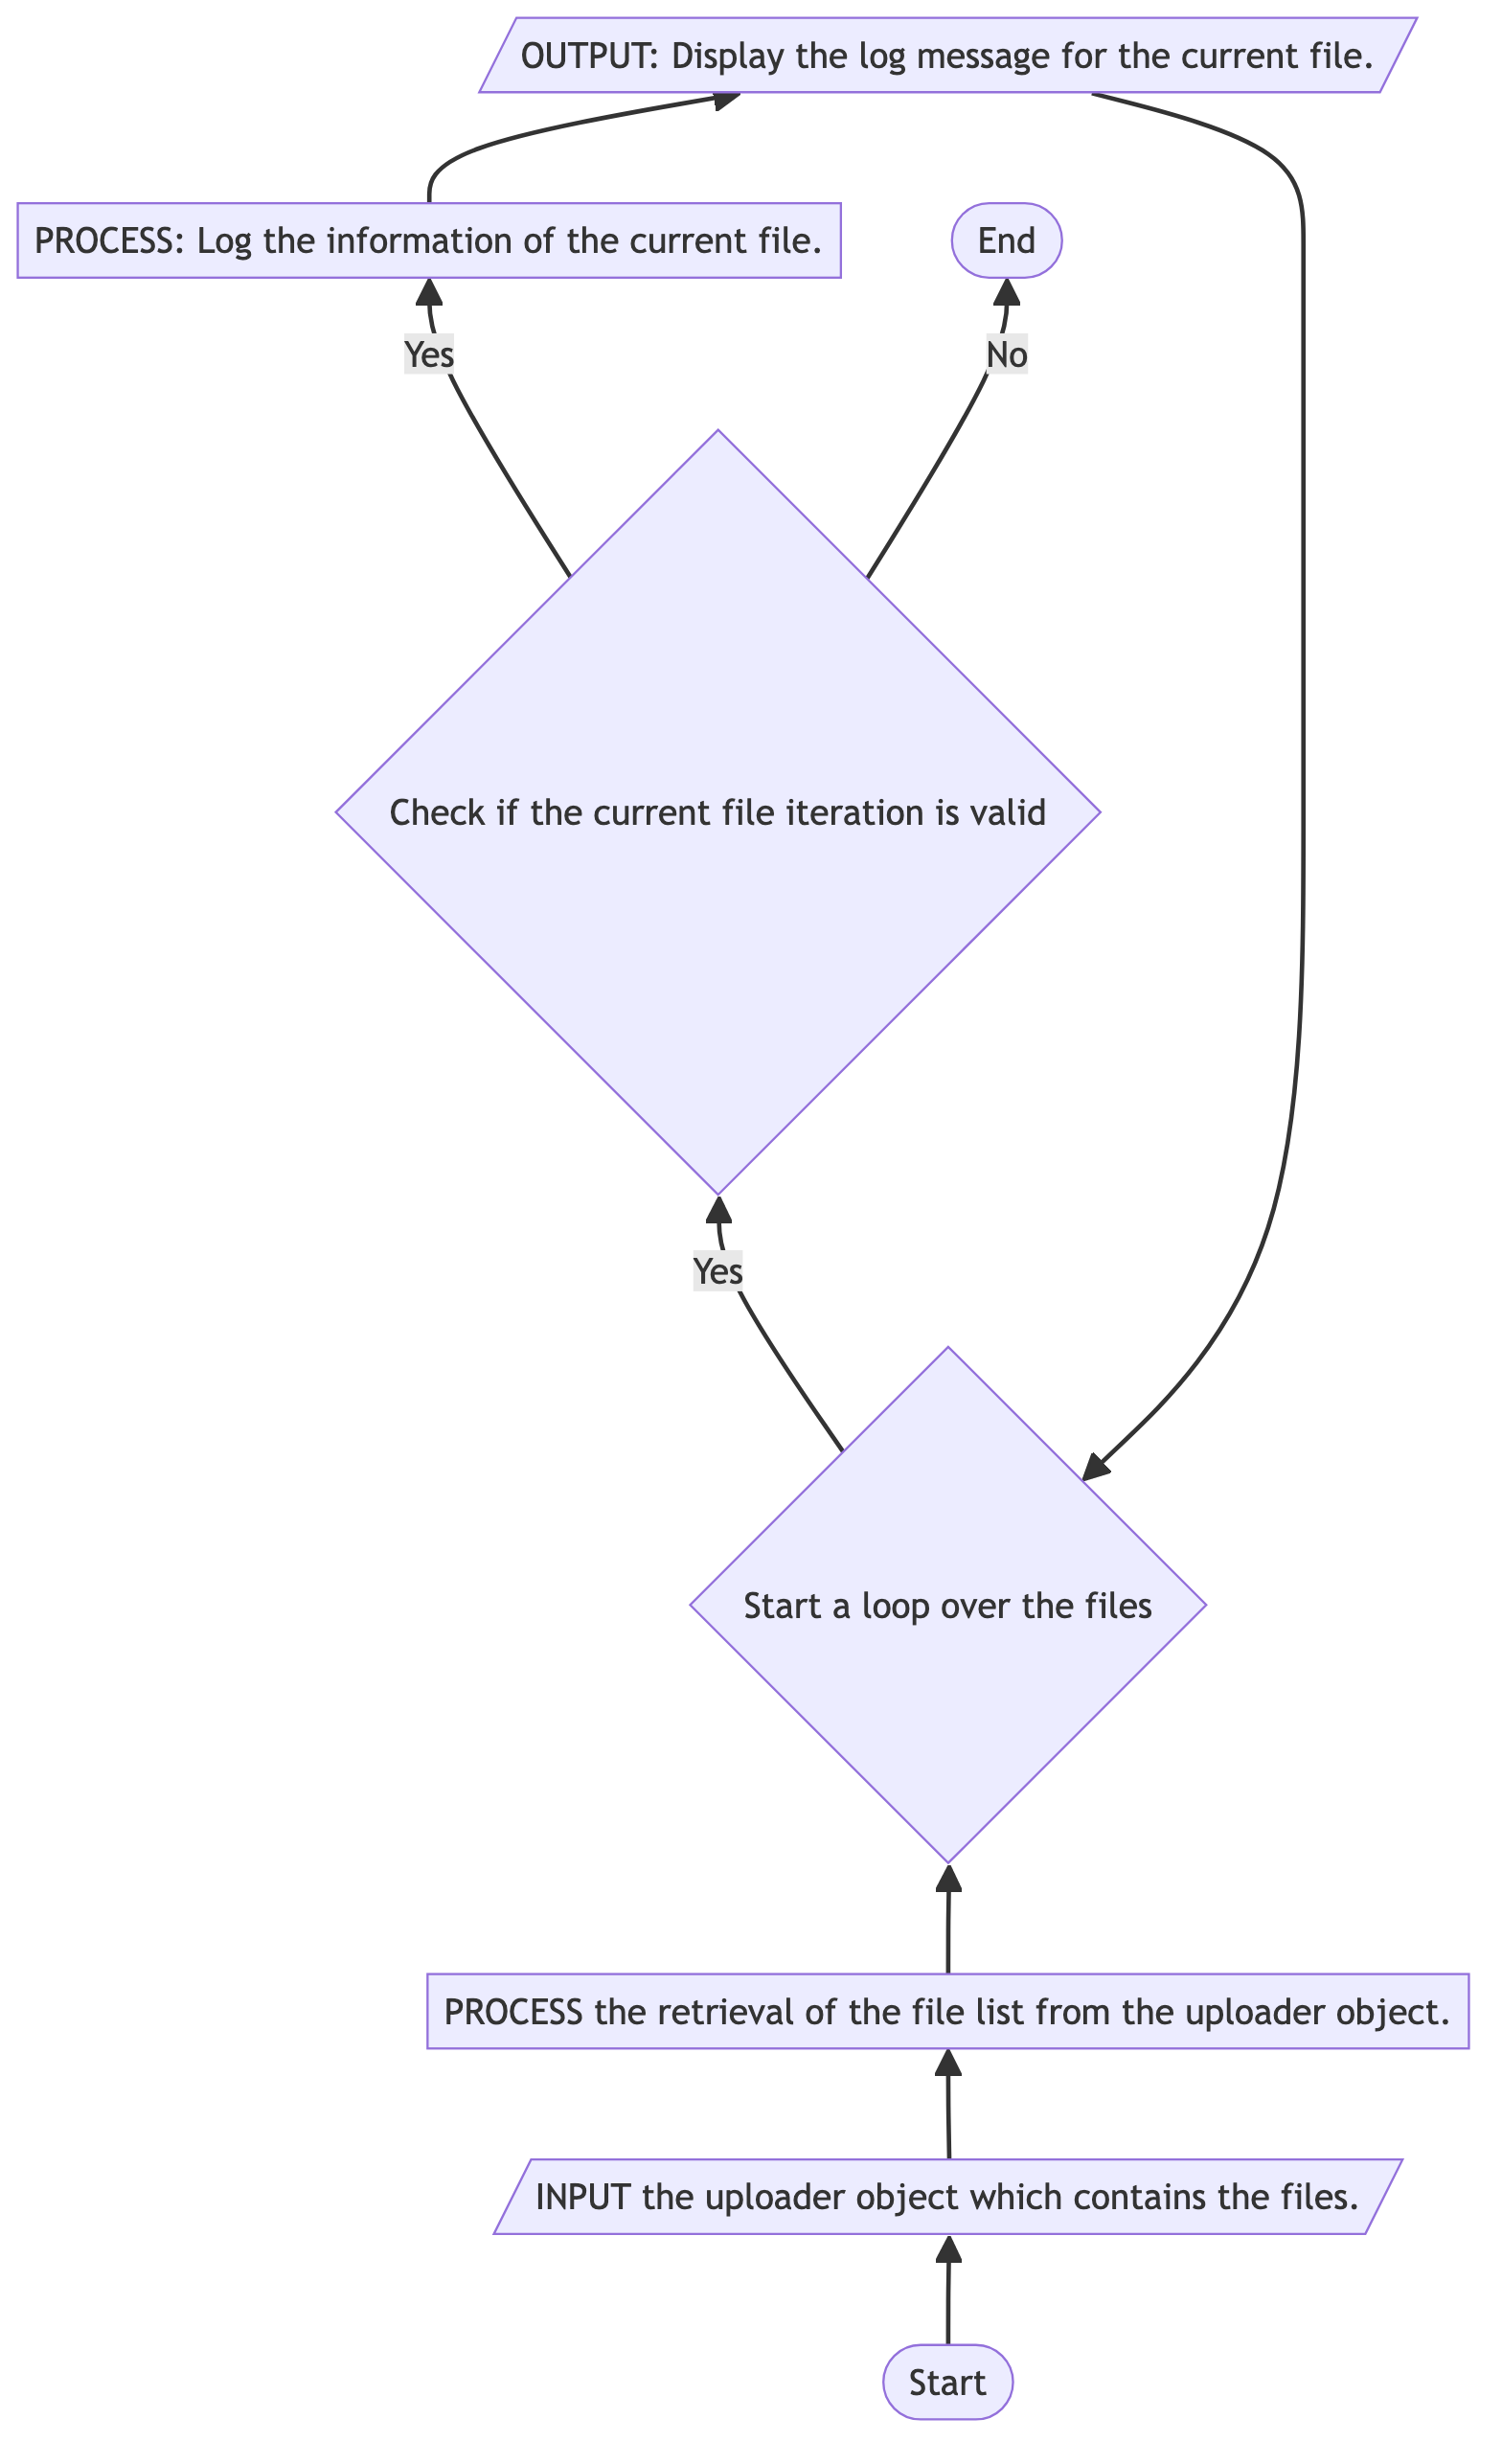 OUTPUT: Display the log message for the current file.
PROCESS: Log the information of the current file.
End
Yes
No
Check if the current file iteration is valid
Yes
Start a loop over the files
PROCESS the retrieval of the file list from the uploader object.
INPUT the uploader object which contains the files.
Start